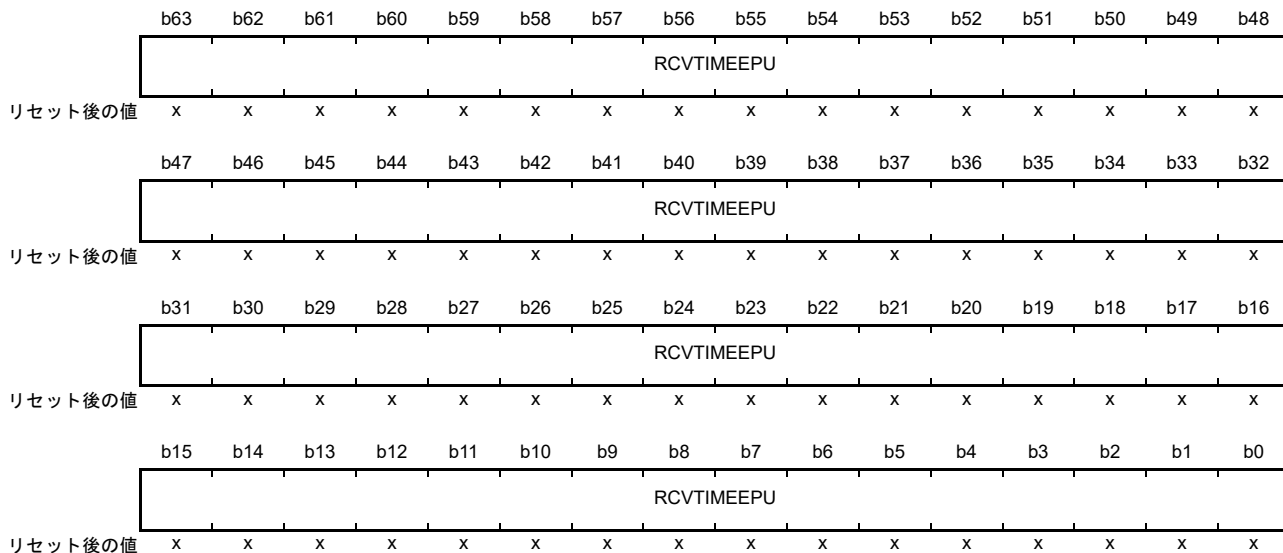 b63 b62 b61 b60 b59 b58 b57 b56 b55 b54 b53 b52 b51 b50 b49 b48
RCVTIMEEPU
リセット後の値 x x x x x x x x x x x x x x x x
b47 b46 b45 b44 b43 b42 b41 b40 b39 b38 b37 b36 b35 b34 b33 b32
RCVTIMEEPU
リセット後の値 x x x x x x x x x x x x x x x x
b31 b30 b29 b28 b27 b26 b25 b24 b23 b22 b21 b20 b19 b18 b17 b16
RCVTIMEEPU
リセット後の値 x x x x x x x x x x x x x x x x
b15 b14 b13 b12 b11 b10 b9 b8 b7 b6 b5 b4 b3 b2 b1 b0
RCVTIMEEPU
リセット後の値 x x x x x x x x x x x x x x x x